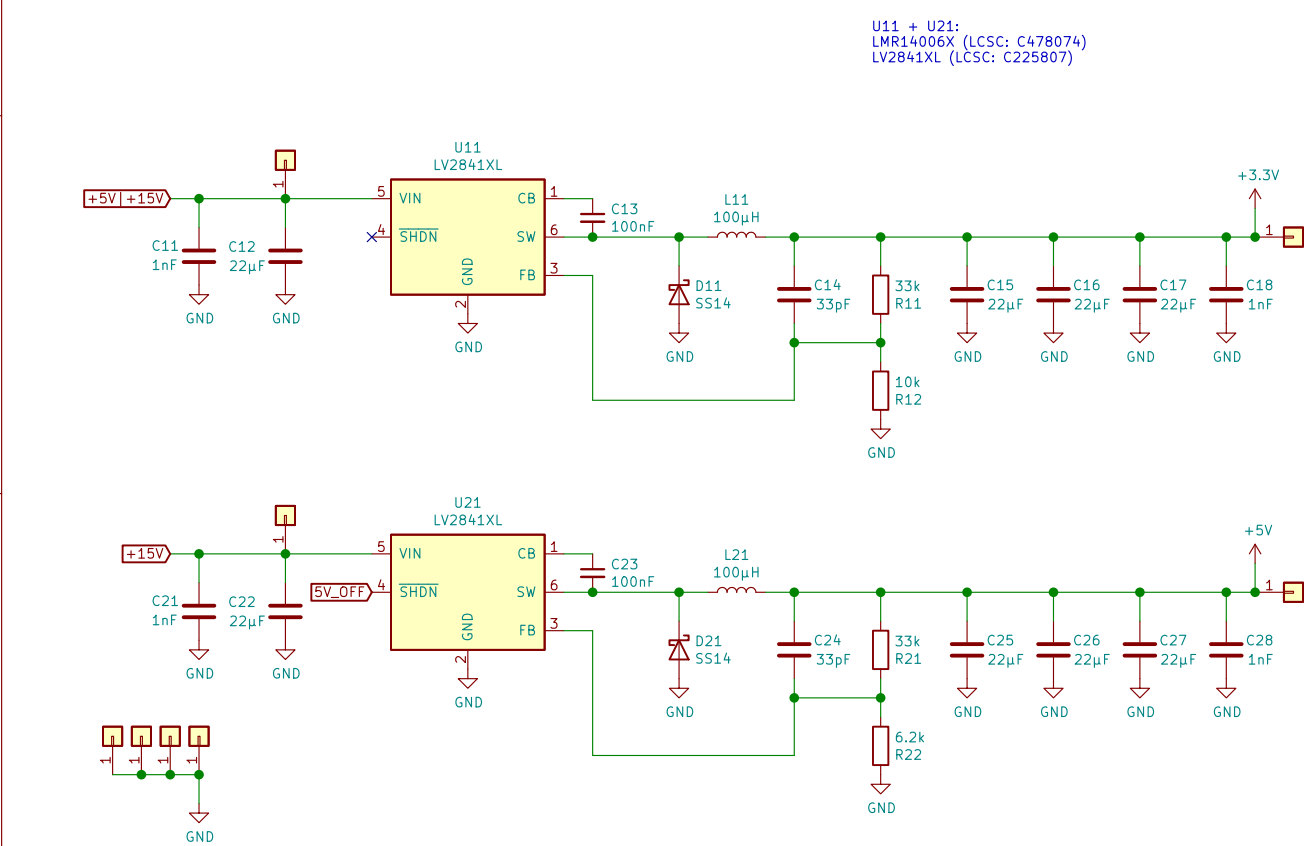 U11 + U21:
LMR14006X (LCSC: C478074)
LV2841XL (LCSC: C225807)
U11
LV2841XL
+5V|+15V
1
5
VIN
CB
1
4
SHDN
SW
6
GND
FB
3
2
GND
C11
1nF
GND
C12
22µF
GND
C13
100nF
L11
100µH
D11
SS14
GND
C14
33pF
33k
R11
10k
R12
GND
C15
22µF
GND
C16
22µF
GND
C17
22µF
GND
C18
1nF
GND
+3.3V
1
U21
LV2841XL
+15V
1
5
VIN
CB
1
5V_OFF
4
SHDN
SW
6
GND
FB
3
2
GND
C21
1nF
GND
C22
22µF
GND
C23
100nF
L21
100µH
D21
SS14
GND
C24
33pF
33k
R21
6.2k
R22
GND
C25
22µF
GND
C26
22µF
GND
C27
22µF
GND
C28
1nF
GND
+5V
1
1
1
1
1
GND